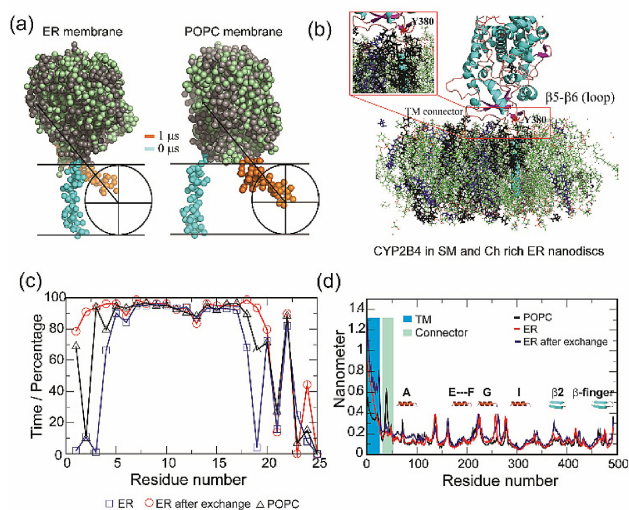 (a)
ER membrane
POPC membrane
1 μs
0 μs
(b)
Y380
β5-β6 (loop)
TM connector
Y380
CYP2B4 in SM and Ch rich ER nanodiscs
(c)
Time / Percentage
100
80
60
40
20
0
0 5 10 15 20 25
Residue number
ER ER after exchange POPC
(d)
Nanometer
1.4
1.2
1
0.8
0.6
0.4
0.2
0
TM
Connector
POPC
ER
ER after exchange
A E---F G I β2 β-finger
0 100 200 300 400 500
Residue number